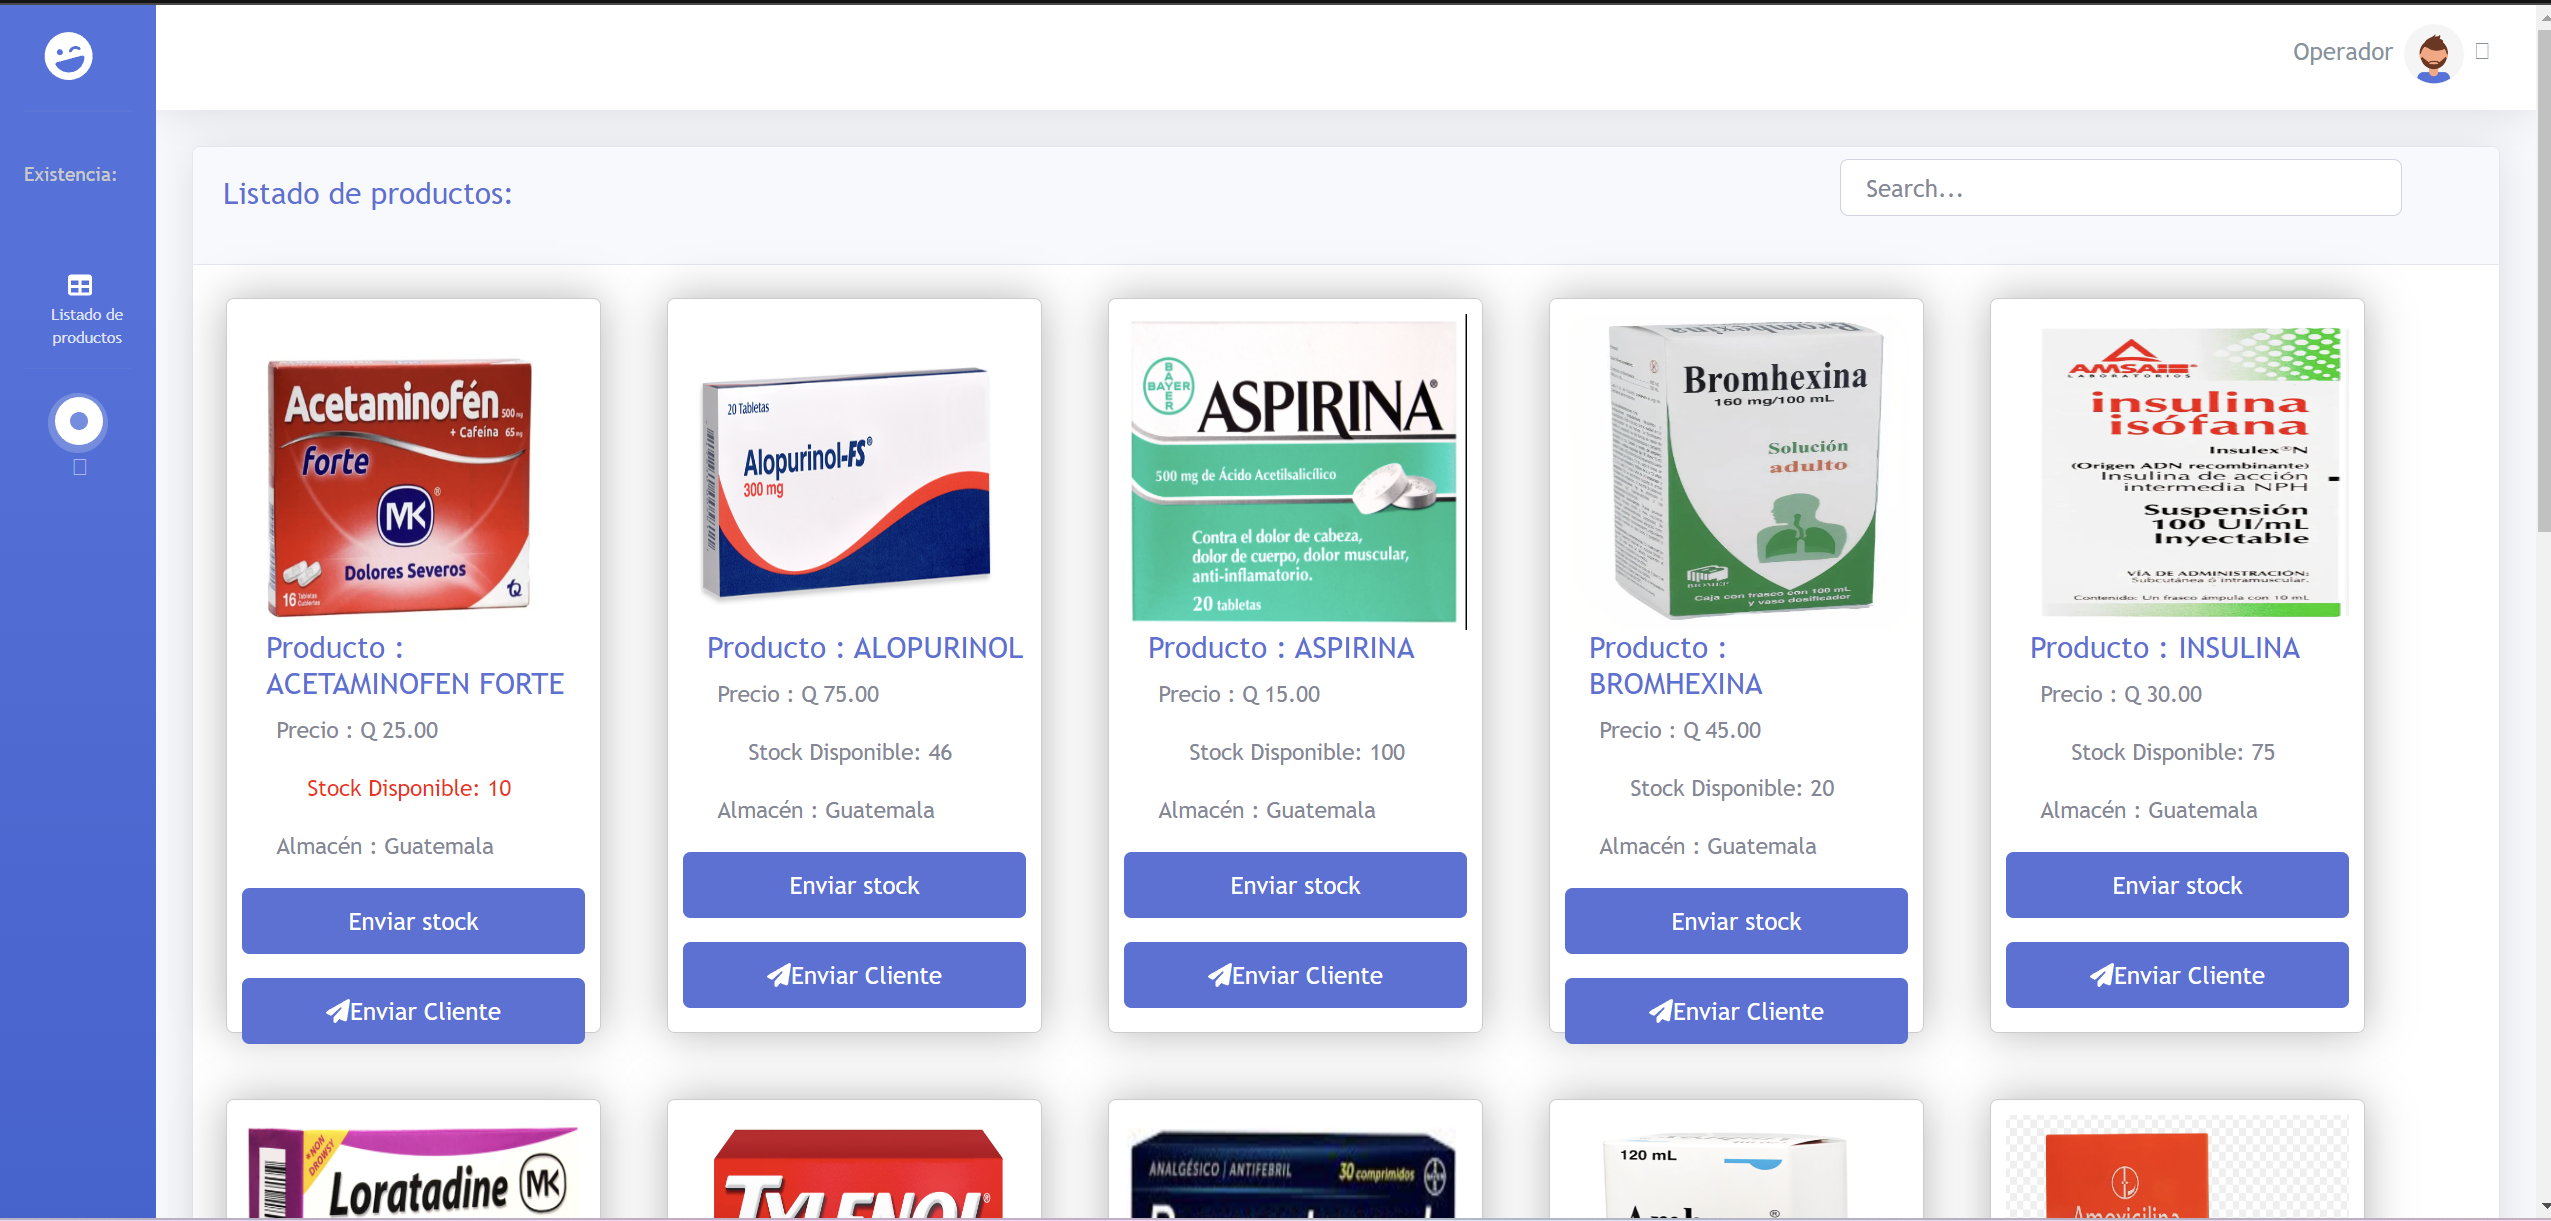 Operador
Existencia:
Listado de
productos
Listado de productos:
Search...
Acetaminofén 500 mg
+ Cafeína 65 mg
forte
MK
Dolores Severos
16 Tabletas
Cubiertas
Producto :
ACETAMINOFEN FORTE
Precio : Q 25.00
Stock Disponible: 10
Almacén : Guatemala
Enviar stock
Enviar Cliente
20 Tabletas
Alopurinol-FS®
300 mg
Producto : ALOPURINOL
Precio : Q 75.00
Stock Disponible: 46
Almacén : Guatemala
Enviar stock
Enviar Cliente
BAYER
ASPIRINA®
500 mg de Ácido Acetilsalicílico
Contra el dolor de cabeza,
dolor de cuerpo, dolor muscular,
anti-inflamatorio.
20 tabletas
Producto : ASPIRINA
Precio : Q 15.00
Stock Disponible: 100
Almacén : Guatemala
Enviar stock
Enviar Cliente
Bromhexina
Bromhexina
160 mg/100 mL
Solución
adulto
Caja con frasco con 100 mL
y vaso dosificador
Producto :
BROMHEXINA
Precio : Q 45.00
Stock Disponible: 20
Almacén : Guatemala
Enviar stock
Enviar Cliente
AMSA
LABORATORIOS
insulina
isófana
Insulex® N
(Origen ADN recombinante)
Insulina de acción
intermedia NPH
Suspensión
100 UI/mL
Inyectable
VÍA DE ADMINISTRACIÓN:
Subcutánea ó intramuscular.
Contenido: Un frasco ámpula con 10 mL
Producto : INSULINA
Precio : Q 30.00
Stock Disponible: 75
Almacén : Guatemala
Enviar stock
Enviar Cliente
*NON
DROWSY
Loratadine MK
TYLENOL®
ANALGÉSICO / ANTIFEBRIL
30 comprimidos
120 mL
Amoxicilina